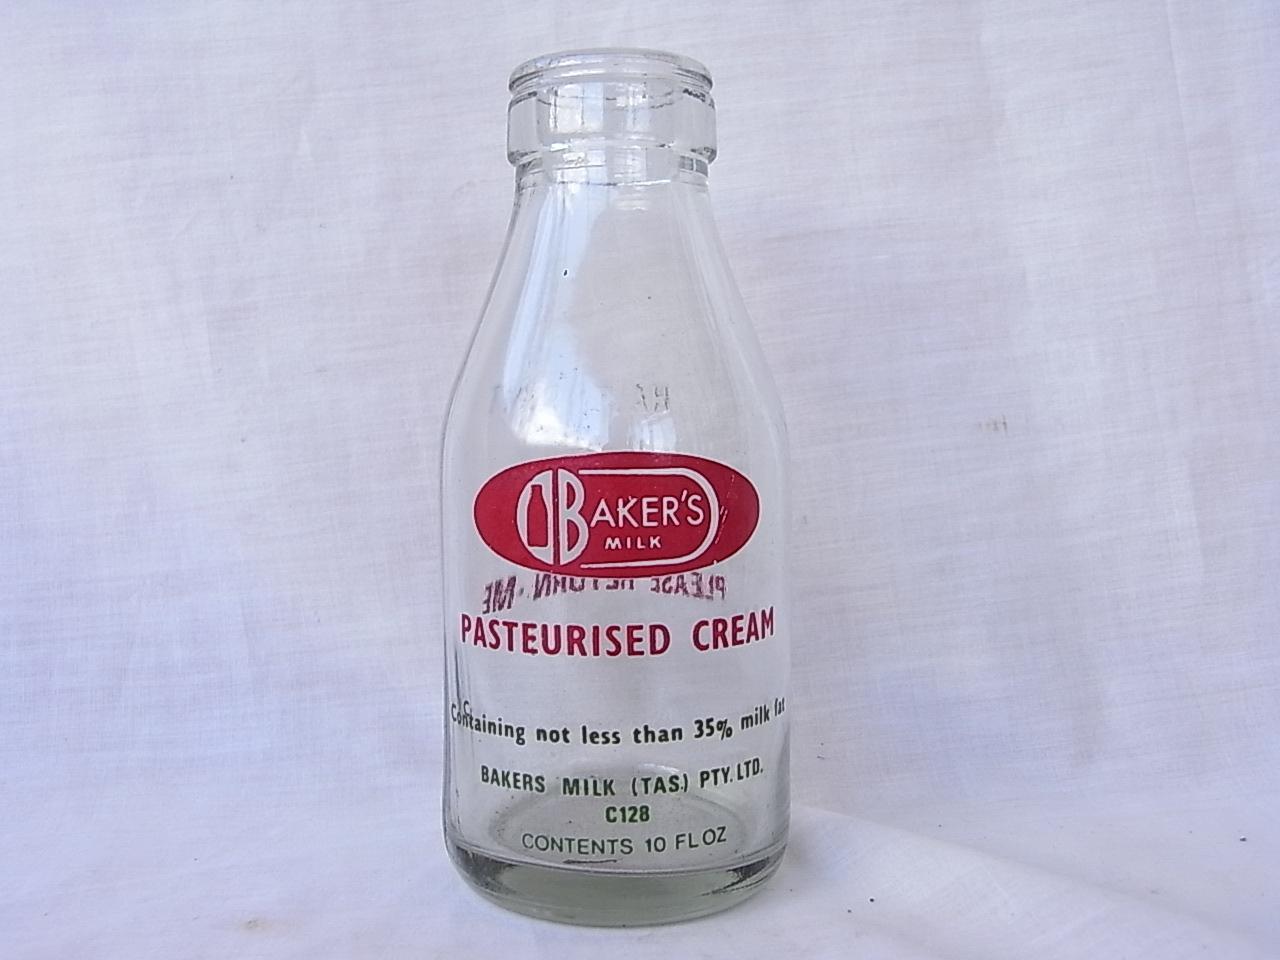 BAKER'S
MILK
PLEASE RETURN · ME
PASTEURISED CREAM
Containing not less than 35% milk fat
BAKERS MILK (TAS.) PTY. LTD.
C128
CONTENTS 10 FL OZ